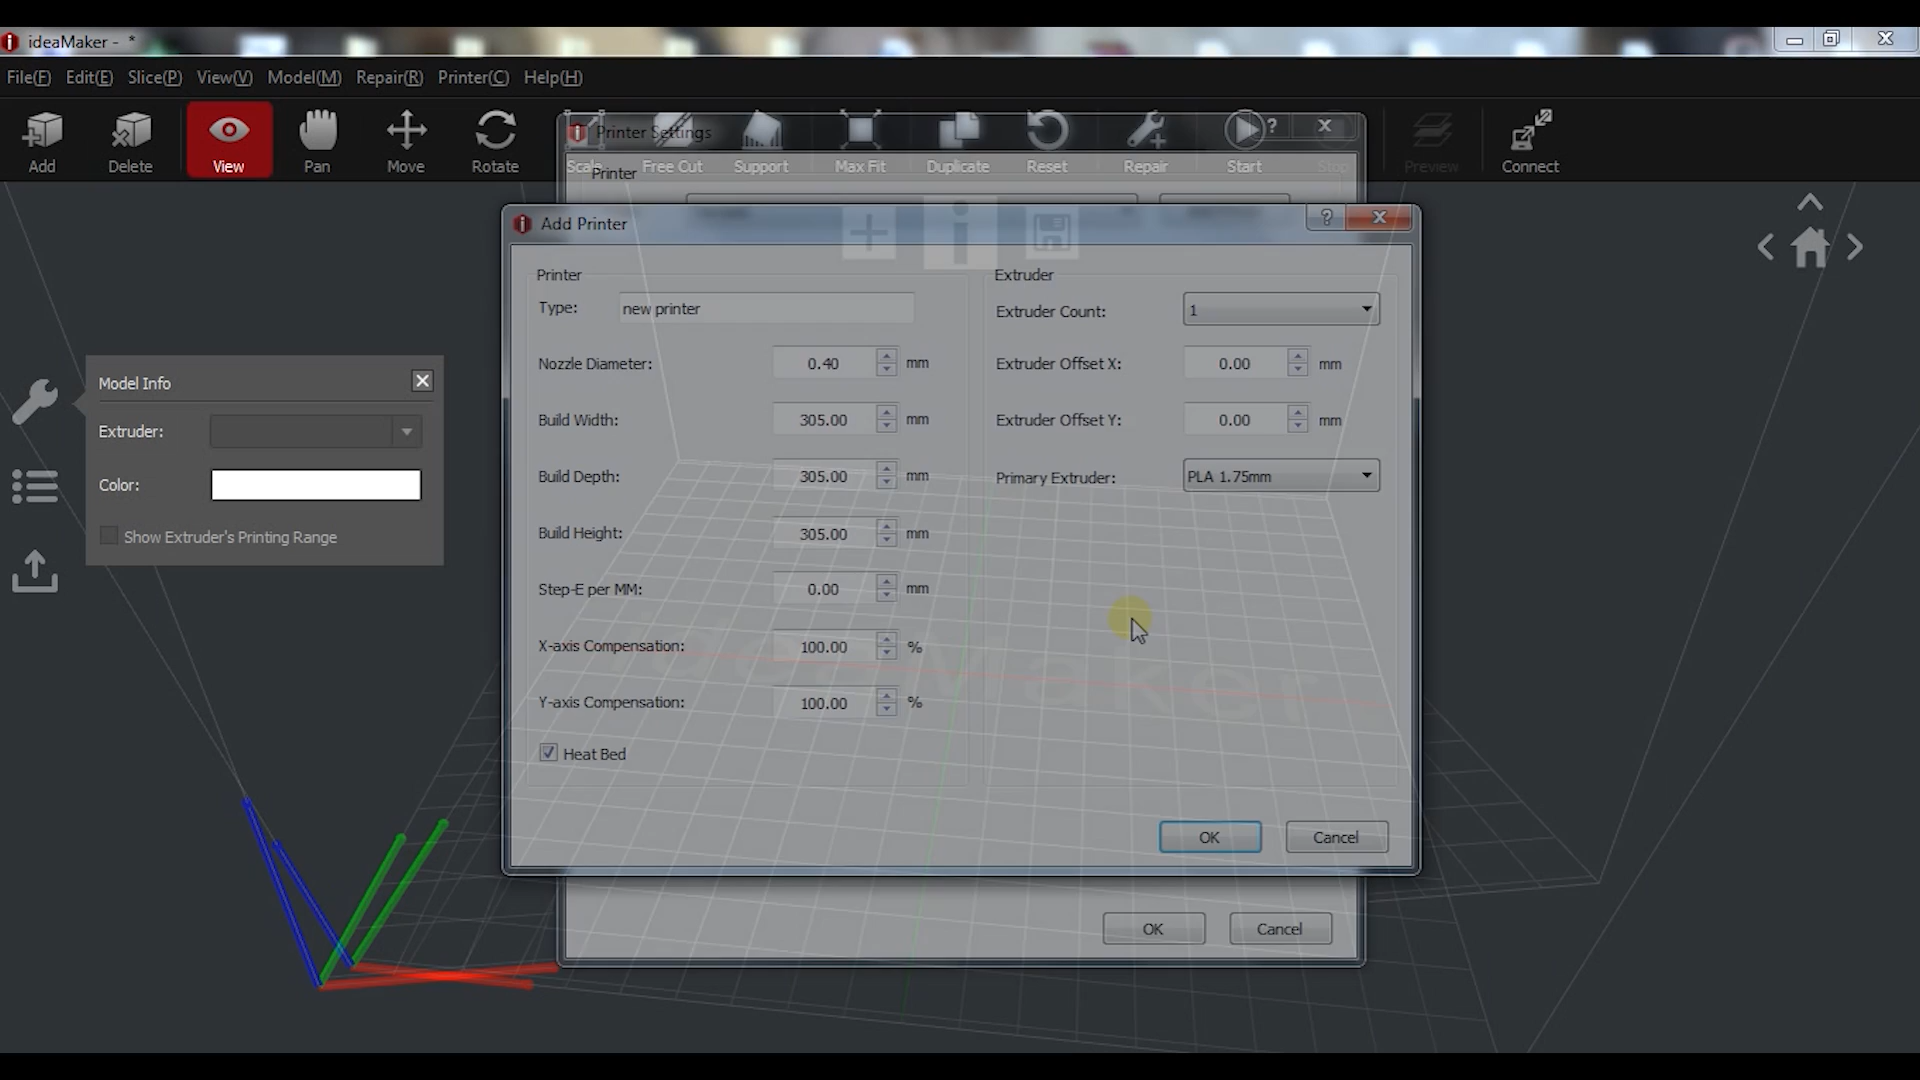 ideaMaker - *
File(F) Edit(E) Slice(P) View(V) Model(M) Repair(R) Printer(C) Help(H)
Add Delete View Pan Move Rotate Scale Free Cut Support Max Fit Duplicate Reset Repair Start Stop Preview Connect
Printer Settings
Printer
Add Printer
Printer
Type: new printer
Nozzle Diameter: 0.40 mm
Build Width: 305.00 mm
Build Depth: 305.00 mm
Build Height: 305.00 mm
Step-E per MM: 0.00 mm
X-axis Compensation: 100.00 %
Y-axis Compensation: 100.00 %
Heat Bed
Extruder
Extruder Count: 1
Extruder Offset X: 0.00 mm
Extruder Offset Y: 0.00 mm
Primary Extruder: PLA 1.75mm
OK Cancel
OK Cancel
Model Info
Extruder:
Color:
Show Extruder's Printing Range
ideaMaker